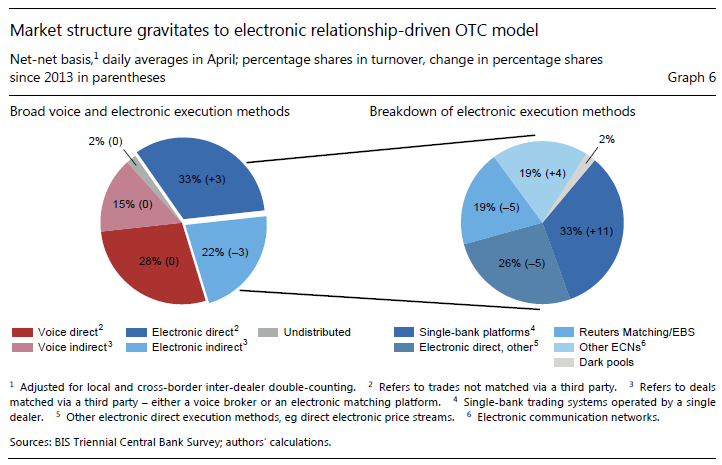 Market structure gravitates to electronic relationship-driven OTC model
Net-net basis,¹ daily averages in April; percentage shares in turnover, change in percentage shares
since 2013 in parentheses
Graph 6
Broad voice and electronic execution methods
Breakdown of electronic execution methods
2% (0)
33% (+3)
15% (0)
22% (–3)
28% (0)
2%
19% (+4)
19% (–5)
33% (+11)
26% (–5)
Voice direct²
Electronic direct²
Undistributed
Voice indirect³
Electronic indirect³
Single-bank platforms⁴
Reuters Matching/EBS
Electronic direct, other⁵
Other ECNs⁶
Dark pools
¹ Adjusted for local and cross-border inter-dealer double-counting. ² Refers to trades not matched via a third party. ³ Refers to deals
matched via a third party – either a voice broker or an electronic matching platform. ⁴ Single-bank trading systems operated by a single
dealer. ⁵ Other electronic direct execution methods, eg direct electronic price streams. ⁶ Electronic communication networks.
Sources: BIS Triennial Central Bank Survey; authors' calculations.